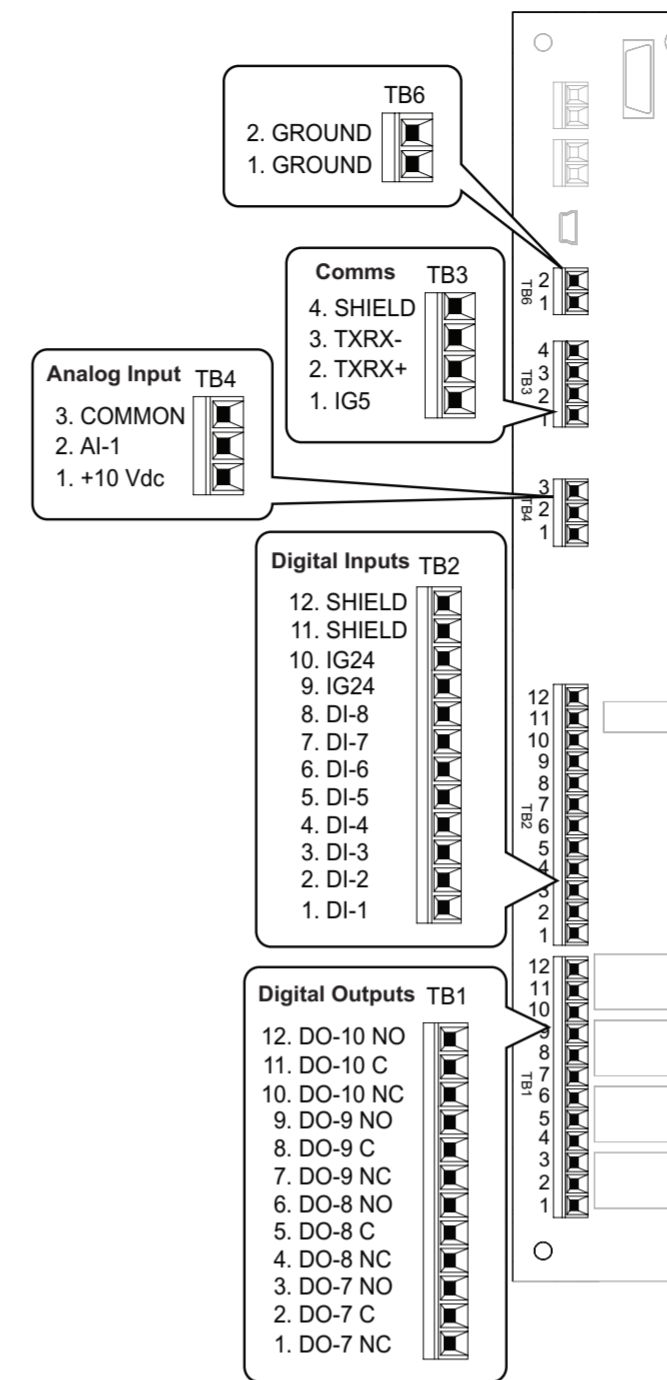 TB6
2. GROUND
1. GROUND
Comms TB3
4. SHIELD
3. TXRX-
2. TXRX+
1. IG5
Analog Input TB4
3. COMMON
2. AI-1
1. +10 Vdc
Digital Inputs TB2
12. SHIELD
11. SHIELD
10. IG24
9. IG24
8. DI-8
7. DI-7
6. DI-6
5. DI-5
4. DI-4
3. DI-3
2. DI-2
1. DI-1
Digital Outputs TB1
12. DO-10 NO
11. DO-10 C
10. DO-10 NC
9. DO-9 NO
8. DO-9 C
7. DO-9 NC
6. DO-8 NO
5. DO-8 C
4. DO-8 NC
3. DO-7 NO
2. DO-7 C
1. DO-7 NC
TB6
2
1
TB3
4
3
2
1
TB4
3
2
1
TB2
12
11
10
9
8
7
6
5
4
3
2
1
TB1
12
11
10
9
8
7
6
5
4
3
2
1